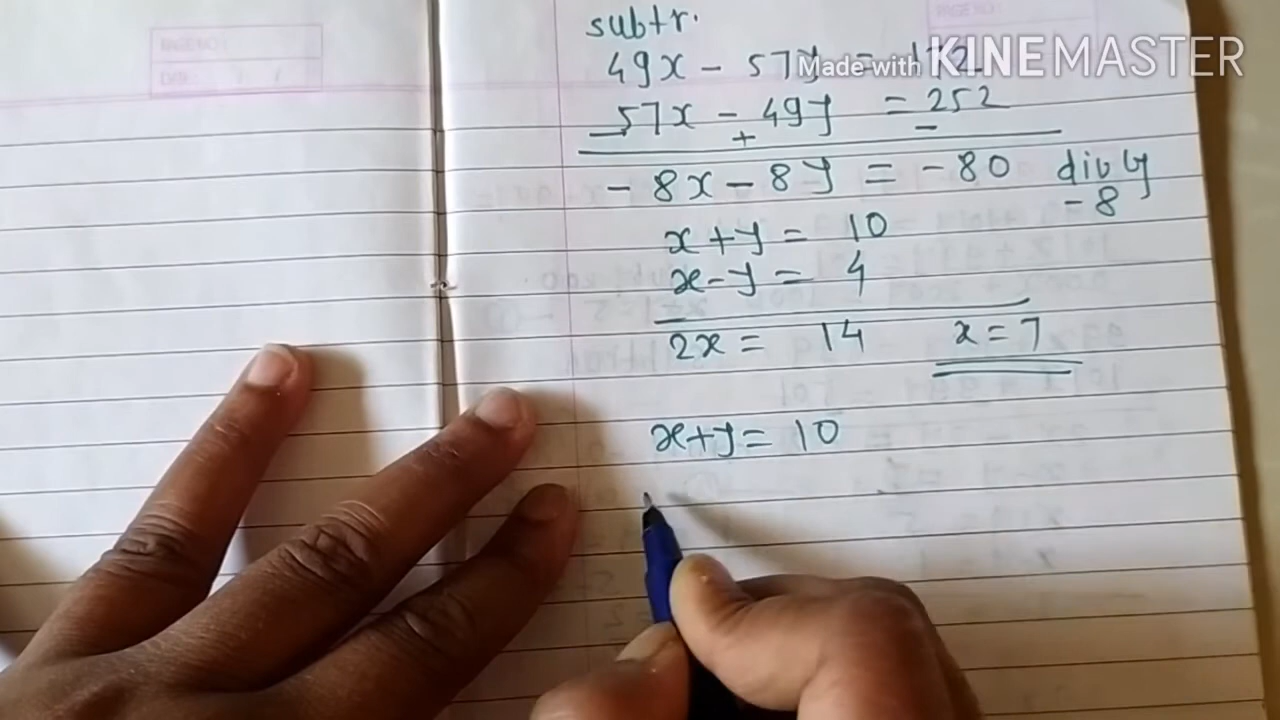 subtr.
Made with KINEMASTER
49x - 57y = 172
57x - 49y = 252
- + -
- 8x - 8y = - 80 div by
- 8
x + y = 10
x - y = 4
2x = 14 x = 7
x + y = 10